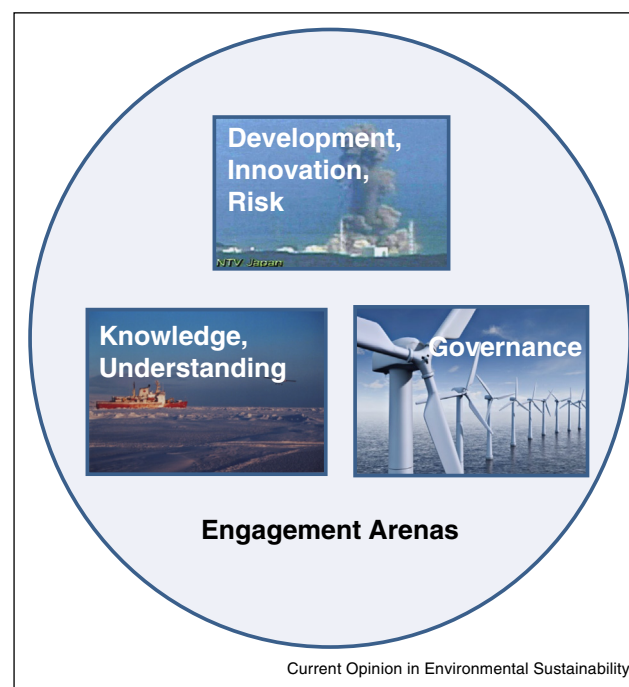 Development,
Innovation,
Risk
NTV Japan
Knowledge,
Understanding
Governance
Engagement Arenas
Current Opinion in Environmental Sustainability